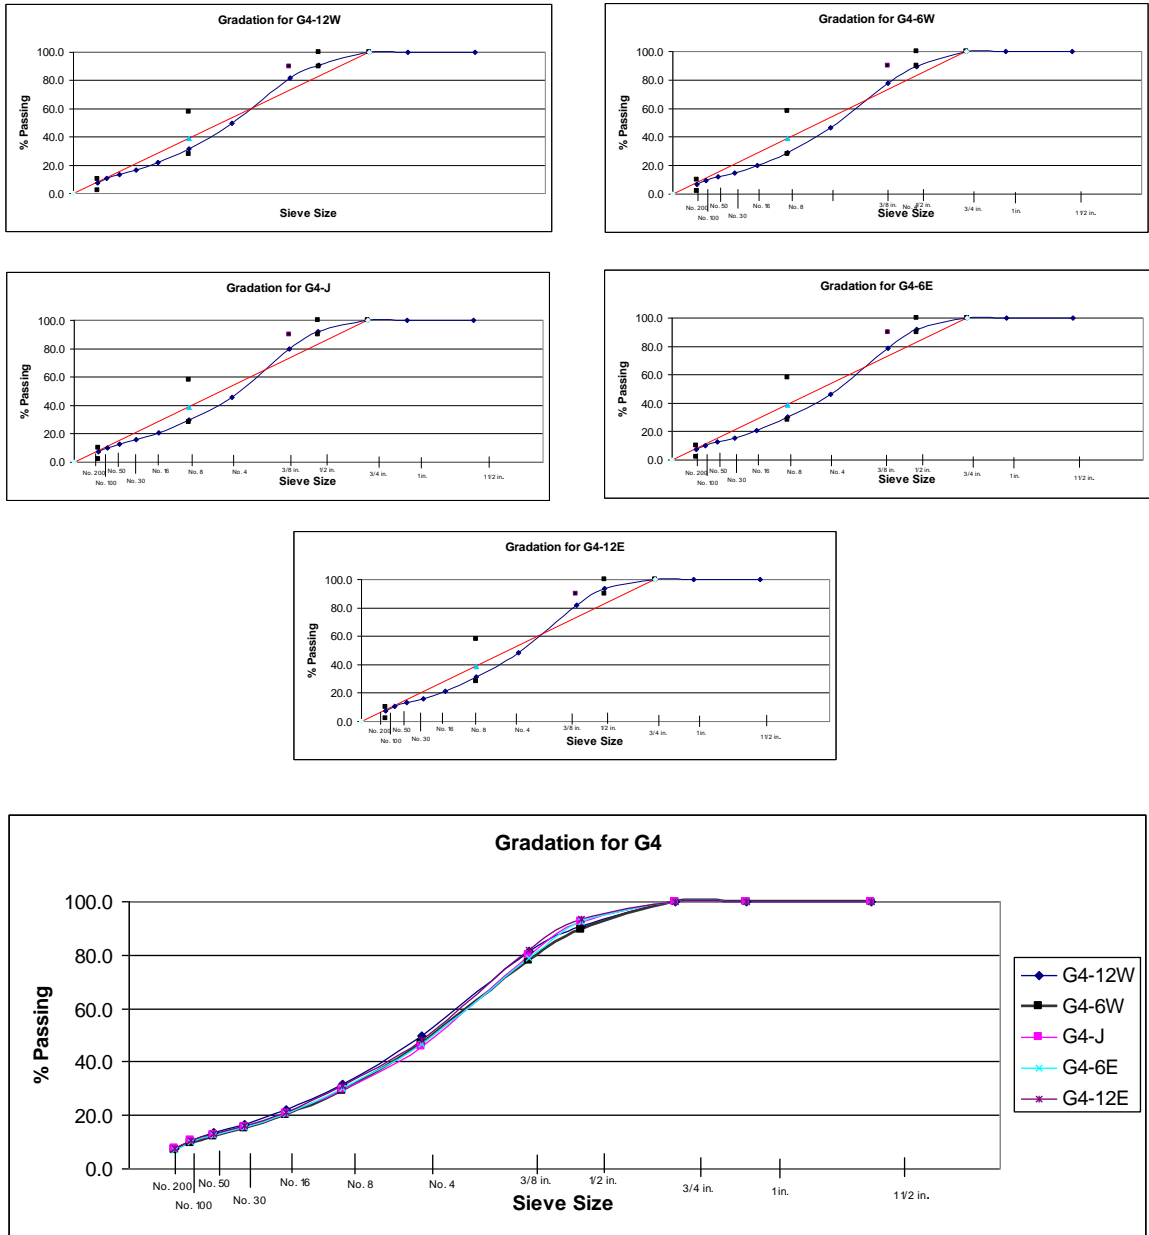 Gradation for G4-12W
100.0
80.0
60.0
40.0
20.0
0.0
% Passing
Sieve Size
Gradation for G4-6W
100.0
80.0
60.0
40.0
20.0
0.0
% Passing
No. 200 No. 50 No. 16 No. 8 3/8 in. No. 4 1/2 in. 3/4 in. 1in. 11/2 in.
No. 100 No. 30
Sieve Size
Gradation for G4-J
100.0
80.0
60.0
40.0
20.0
0.0
% Passing
No. 200 No. 50 No. 16 No. 8 No. 4 3/8 in. 1/2 in. 3/4 in. 1in. 11/2 in.
No. 100 No. 30
Sieve Size
Gradation for G4-6E
100.0
80.0
60.0
40.0
20.0
0.0
% Passing
No. 200 No. 50 No. 16 No. 8 No. 4 3/8 in. 1/2 in. 3/4 in. 1in. 11/2 in.
No. 100 No. 30
Sieve Size
Gradation for G4-12E
100.0
80.0
60.0
40.0
20.0
0.0
% Passing
No. 200 No. 50 No. 16 No. 8 No. 4 3/8 in. 1/2 in. 3/4 in. 1in. 11/2 in.
No. 100 No. 30
Sieve Size
Gradation for G4
100.0
80.0
60.0
40.0
20.0
0.0
% Passing
No. 200 No. 50 No. 16 No. 8 No. 4 3/8 in. 1/2 in. 3/4 in. 1in. 11/2 in.
No. 100 No. 30
Sieve Size
G4-12W
G4-6W
G4-J
G4-6E
G4-12E